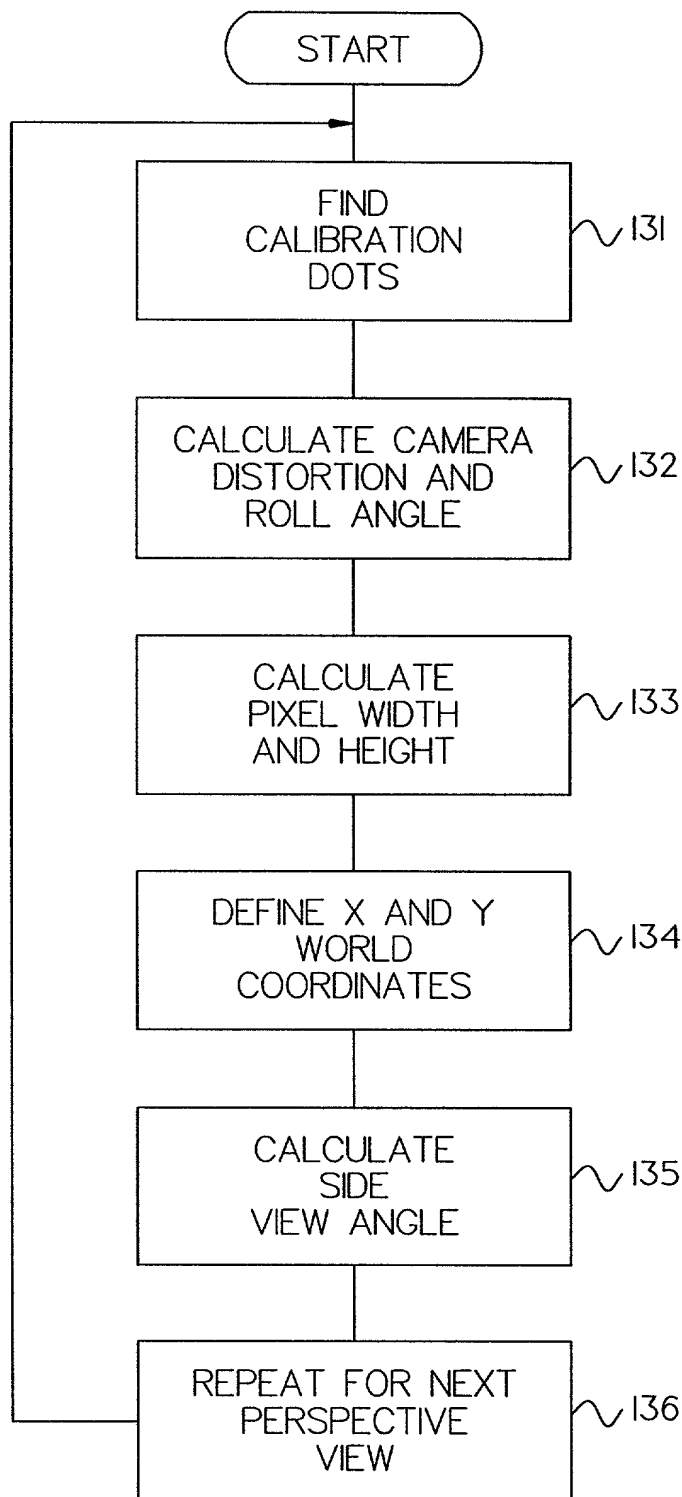 START
FIND
CALIBRATION
DOTS
131
CALCULATE CAMERA
DISTORTION AND
ROLL ANGLE
132
CALCULATE
PIXEL WIDTH
AND HEIGHT
133
DEFINE X AND Y
WORLD
COORDINATES
134
CALCULATE
SIDE
VIEW ANGLE
135
REPEAT FOR NEXT
PERSPECTIVE
VIEW
136